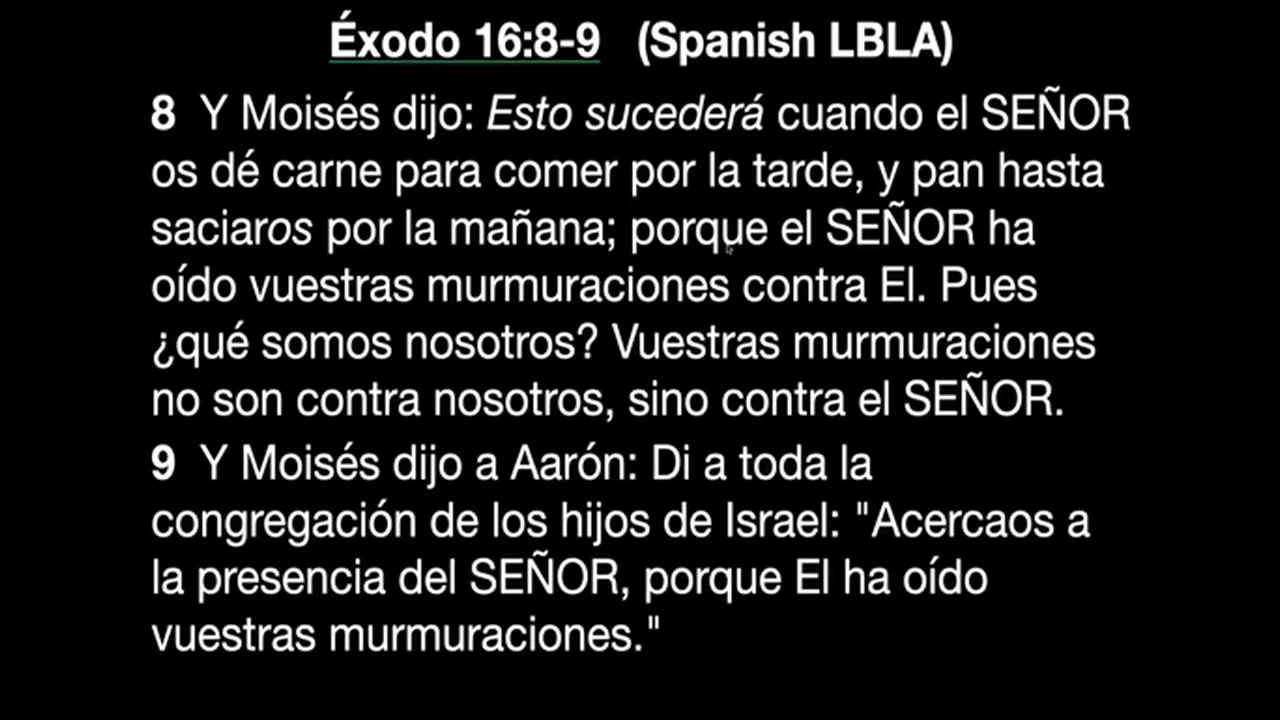 Éxodo 16:8-9 (Spanish LBLA)
8 Y Moisés dijo: Esto sucederá cuando el SEÑOR
os dé carne para comer por la tarde, y pan hasta
saciaros por la mañana; porque el SEÑOR ha
oído vuestras murmuraciones contra El. Pues
¿qué somos nosotros? Vuestras murmuraciones
no son contra nosotros, sino contra el SEÑOR.
9 Y Moisés dijo a Aarón: Di a toda la
congregación de los hijos de Israel: "Acercaos a
la presencia del SEÑOR, porque El ha oído
vuestras murmuraciones."